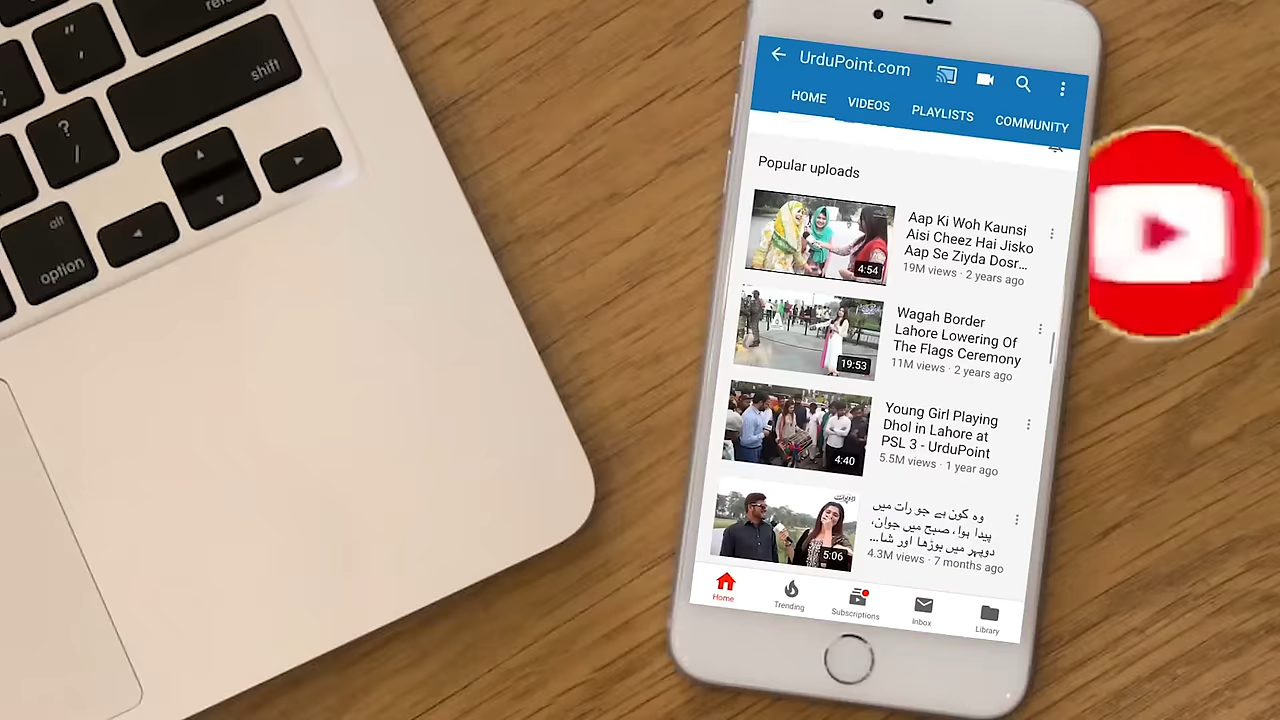 ret
shift
alt
option
UrduPoint.com
HOME VIDEOS PLAYLISTS COMMUNITY
Popular uploads
Aap Ki Woh Kaunsi
Aisi Cheez Hai Jisko
Aap Se Ziyda Dosr...
19M views · 2 years ago
4:54
Wagah Border
Lahore Lowering Of
The Flags Ceremony
11M views · 2 years ago
19:53
Young Girl Playing
Dhol in Lahore at
PSL 3 - UrduPoint
5.5M views · 1 year ago
4:40
وہ کون ہے جو رات میں
پیدا ہوا، صبح میں جوان،
دوپہر میں بوڑھا اور شا...
4.3M views · 7 months ago
5:06
Home Trending Subscriptions Inbox Library